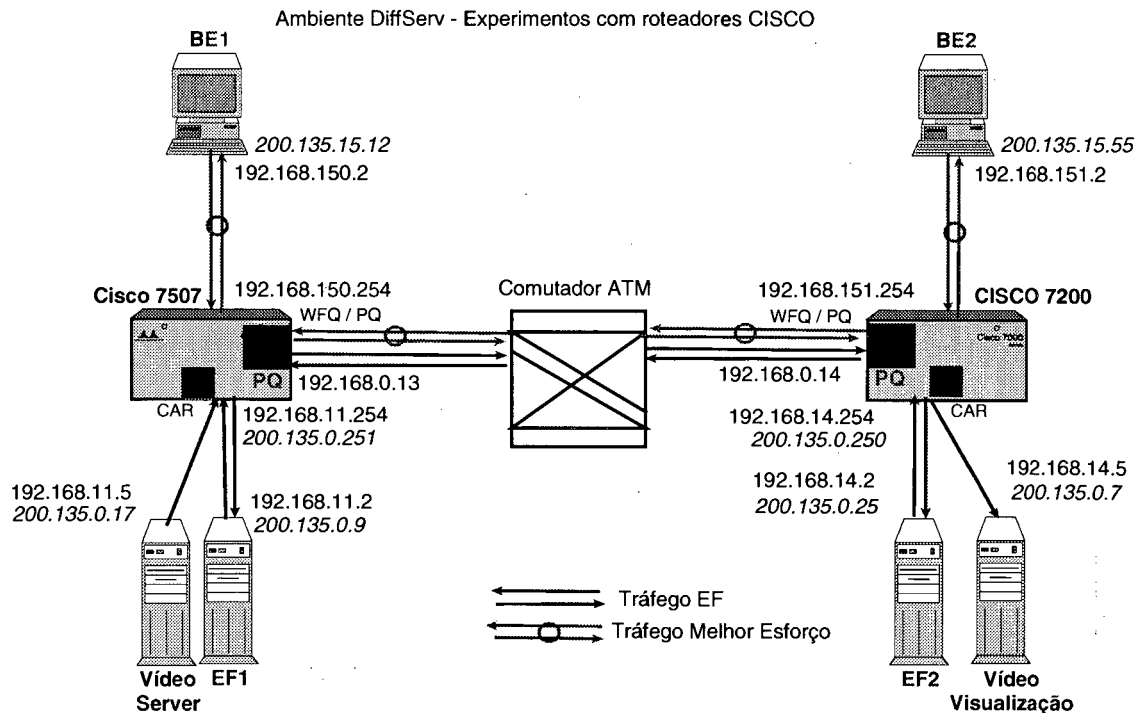 Ambiente DiffServ - Experimentos com roteadores CISCO
BE1
BE2
200.135.15.12
192.168.150.2
200.135.15.55
192.168.151.2
Cisco 7507
192.168.150.254
WFQ / PQ
Comutador ATM
192.168.151.254
WFQ / PQ
CISCO 7200
PQ
192.168.0.13
192.168.0.14
PQ
CAR
192.168.11.254
200.135.0.251
192.168.14.254
200.135.0.250
CAR
192.168.11.5
200.135.0.17
192.168.11.2
200.135.0.9
192.168.14.2
200.135.0.25
192.168.14.5
200.135.0.7
Tráfego EF
Tráfego Melhor Esforço
Vídeo
Server
EF1
EF2
Vídeo
Visualização